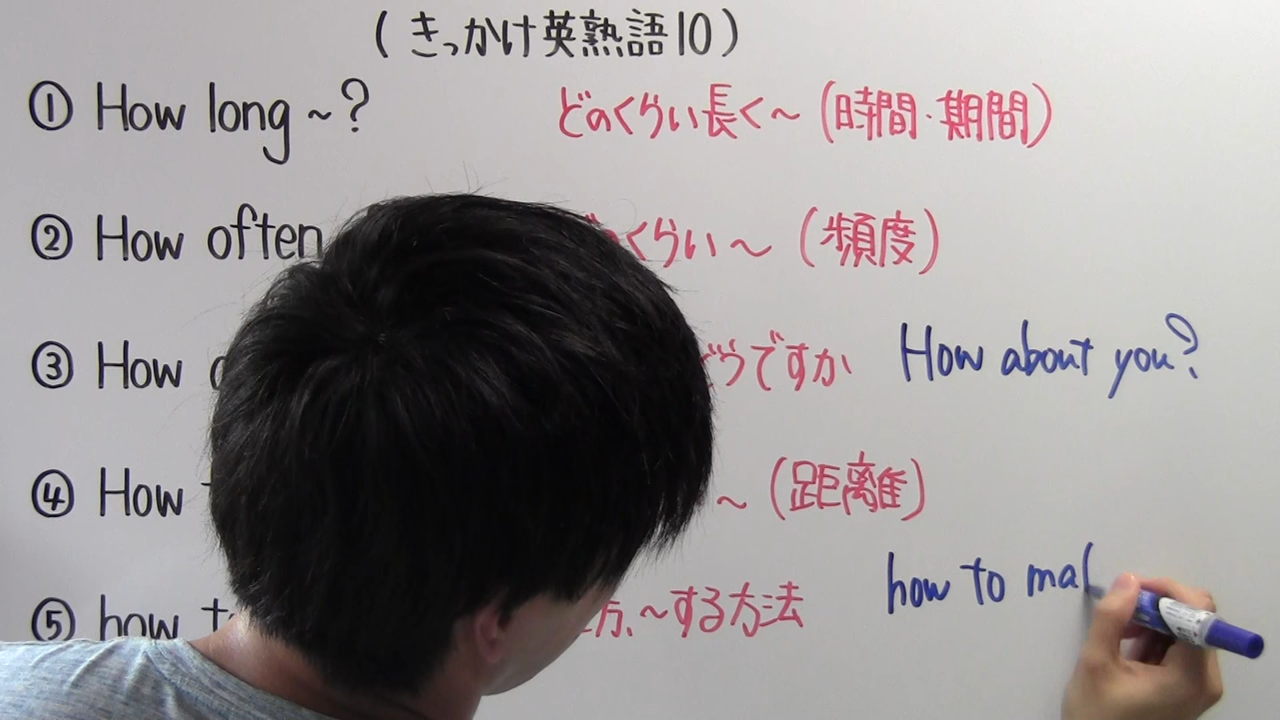 (きっかけ英熟語10)
① How long ~? どのくらい長く~(時間・期間)
② How often くらい~(頻度)
③ How どうですか How about you?
④ How ~(距離)
⑤ how 方、~する方法 how to